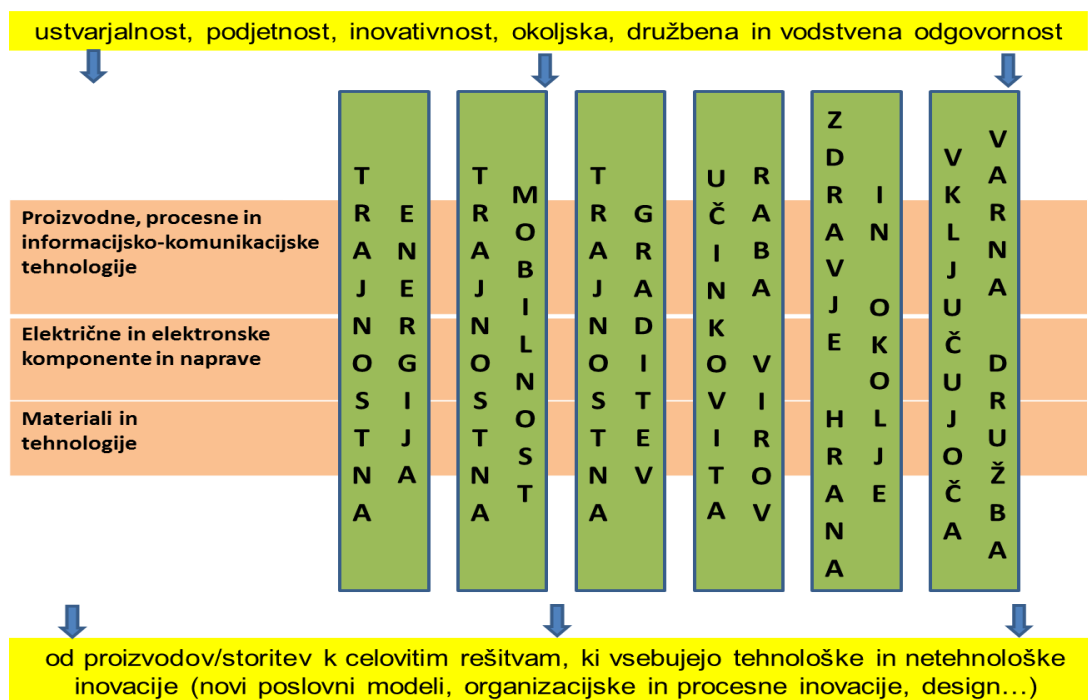 ustvarjalnost, podjetnost, inovativnost, okoljska, družbena in vodstvena odgovornost
TRAJNOSTNA
ENERGIJA
TRAJNOSTNA
MOBILNOST
TRAJNOSTNA
GRADITEV
UČINKOVITA
RABA VIROV
ZDRAVJE HRANA
IN OKOLJE
VKLJUČUJOČA
VARNA DRUŽBA
Proizvodne, procesne in
informacijsko-komunikacijske
tehnologije
Električne in elektronske
komponente in naprave
Materiali in
tehnologije
od proizvodov/storitev k celovitim rešitvam, ki vsebujejo tehnološke in netehnološke
inovacije (novi poslovni modeli, organizacijske in procesne inovacije, design…)